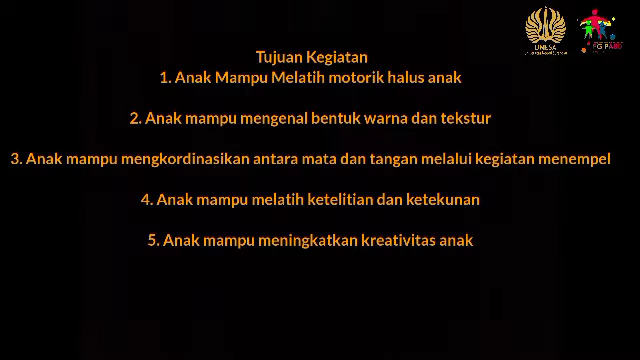 UNESA
PG PAUD
Tujuan Kegiatan
1. Anak Mampu Melatih motorik halus anak
2. Anak mampu mengenal bentuk warna dan tekstur
3. Anak mampu mengkordinasikan antara mata dan tangan melalui kegiatan menempel
4. Anak mampu melatih ketelitian dan ketekunan
5. Anak mampu meningkatkan kreativitas anak